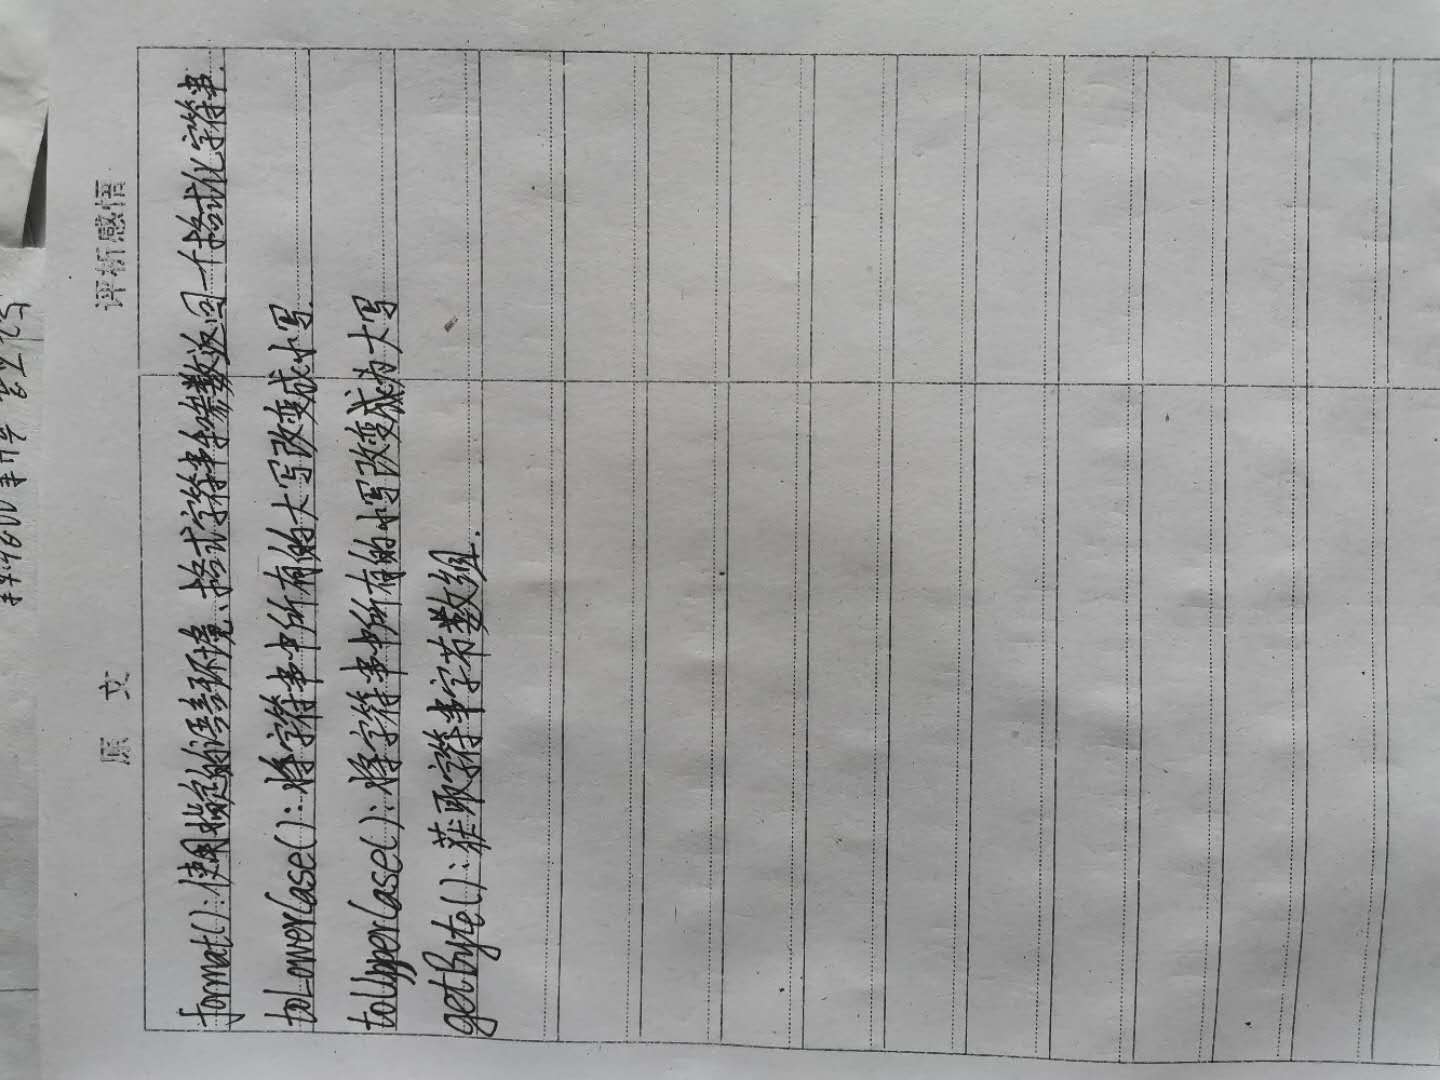 原 文 评析感悟
format():使用指定的语言环境、格式字符串和参数返回一个格式化字符串.
toLowerCase():将字符串中所有的大写改变成小写.
toUpperCase():将字符串中所有的小写改变成为大写
getByte():获取字符串字节数组.